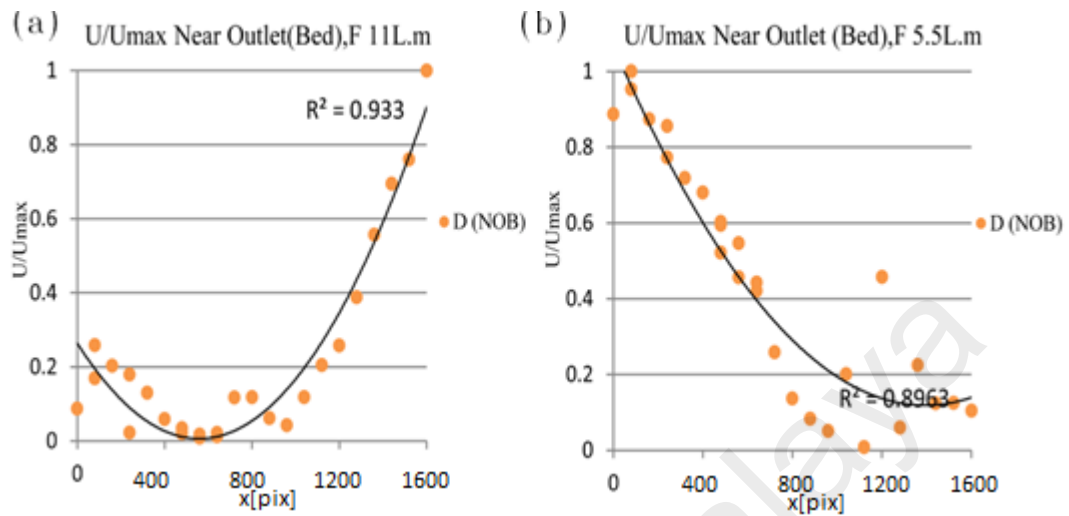 (a)
U/Umax Near Outlet(Bed),F 11L.m
1
R² = 0.933
0.8
0.6
U/Umax
D (NOB)
0.4
0.2
0
0 400 800 1200 1600
x[pix]
(b)
U/Umax Near Outlet (Bed),F 5.5L.m
1
0.8
0.6
U/Umax
D (NOB)
0.4
0.2
R² = 0.8963
0
0 400 800 1200 1600
x[pix]